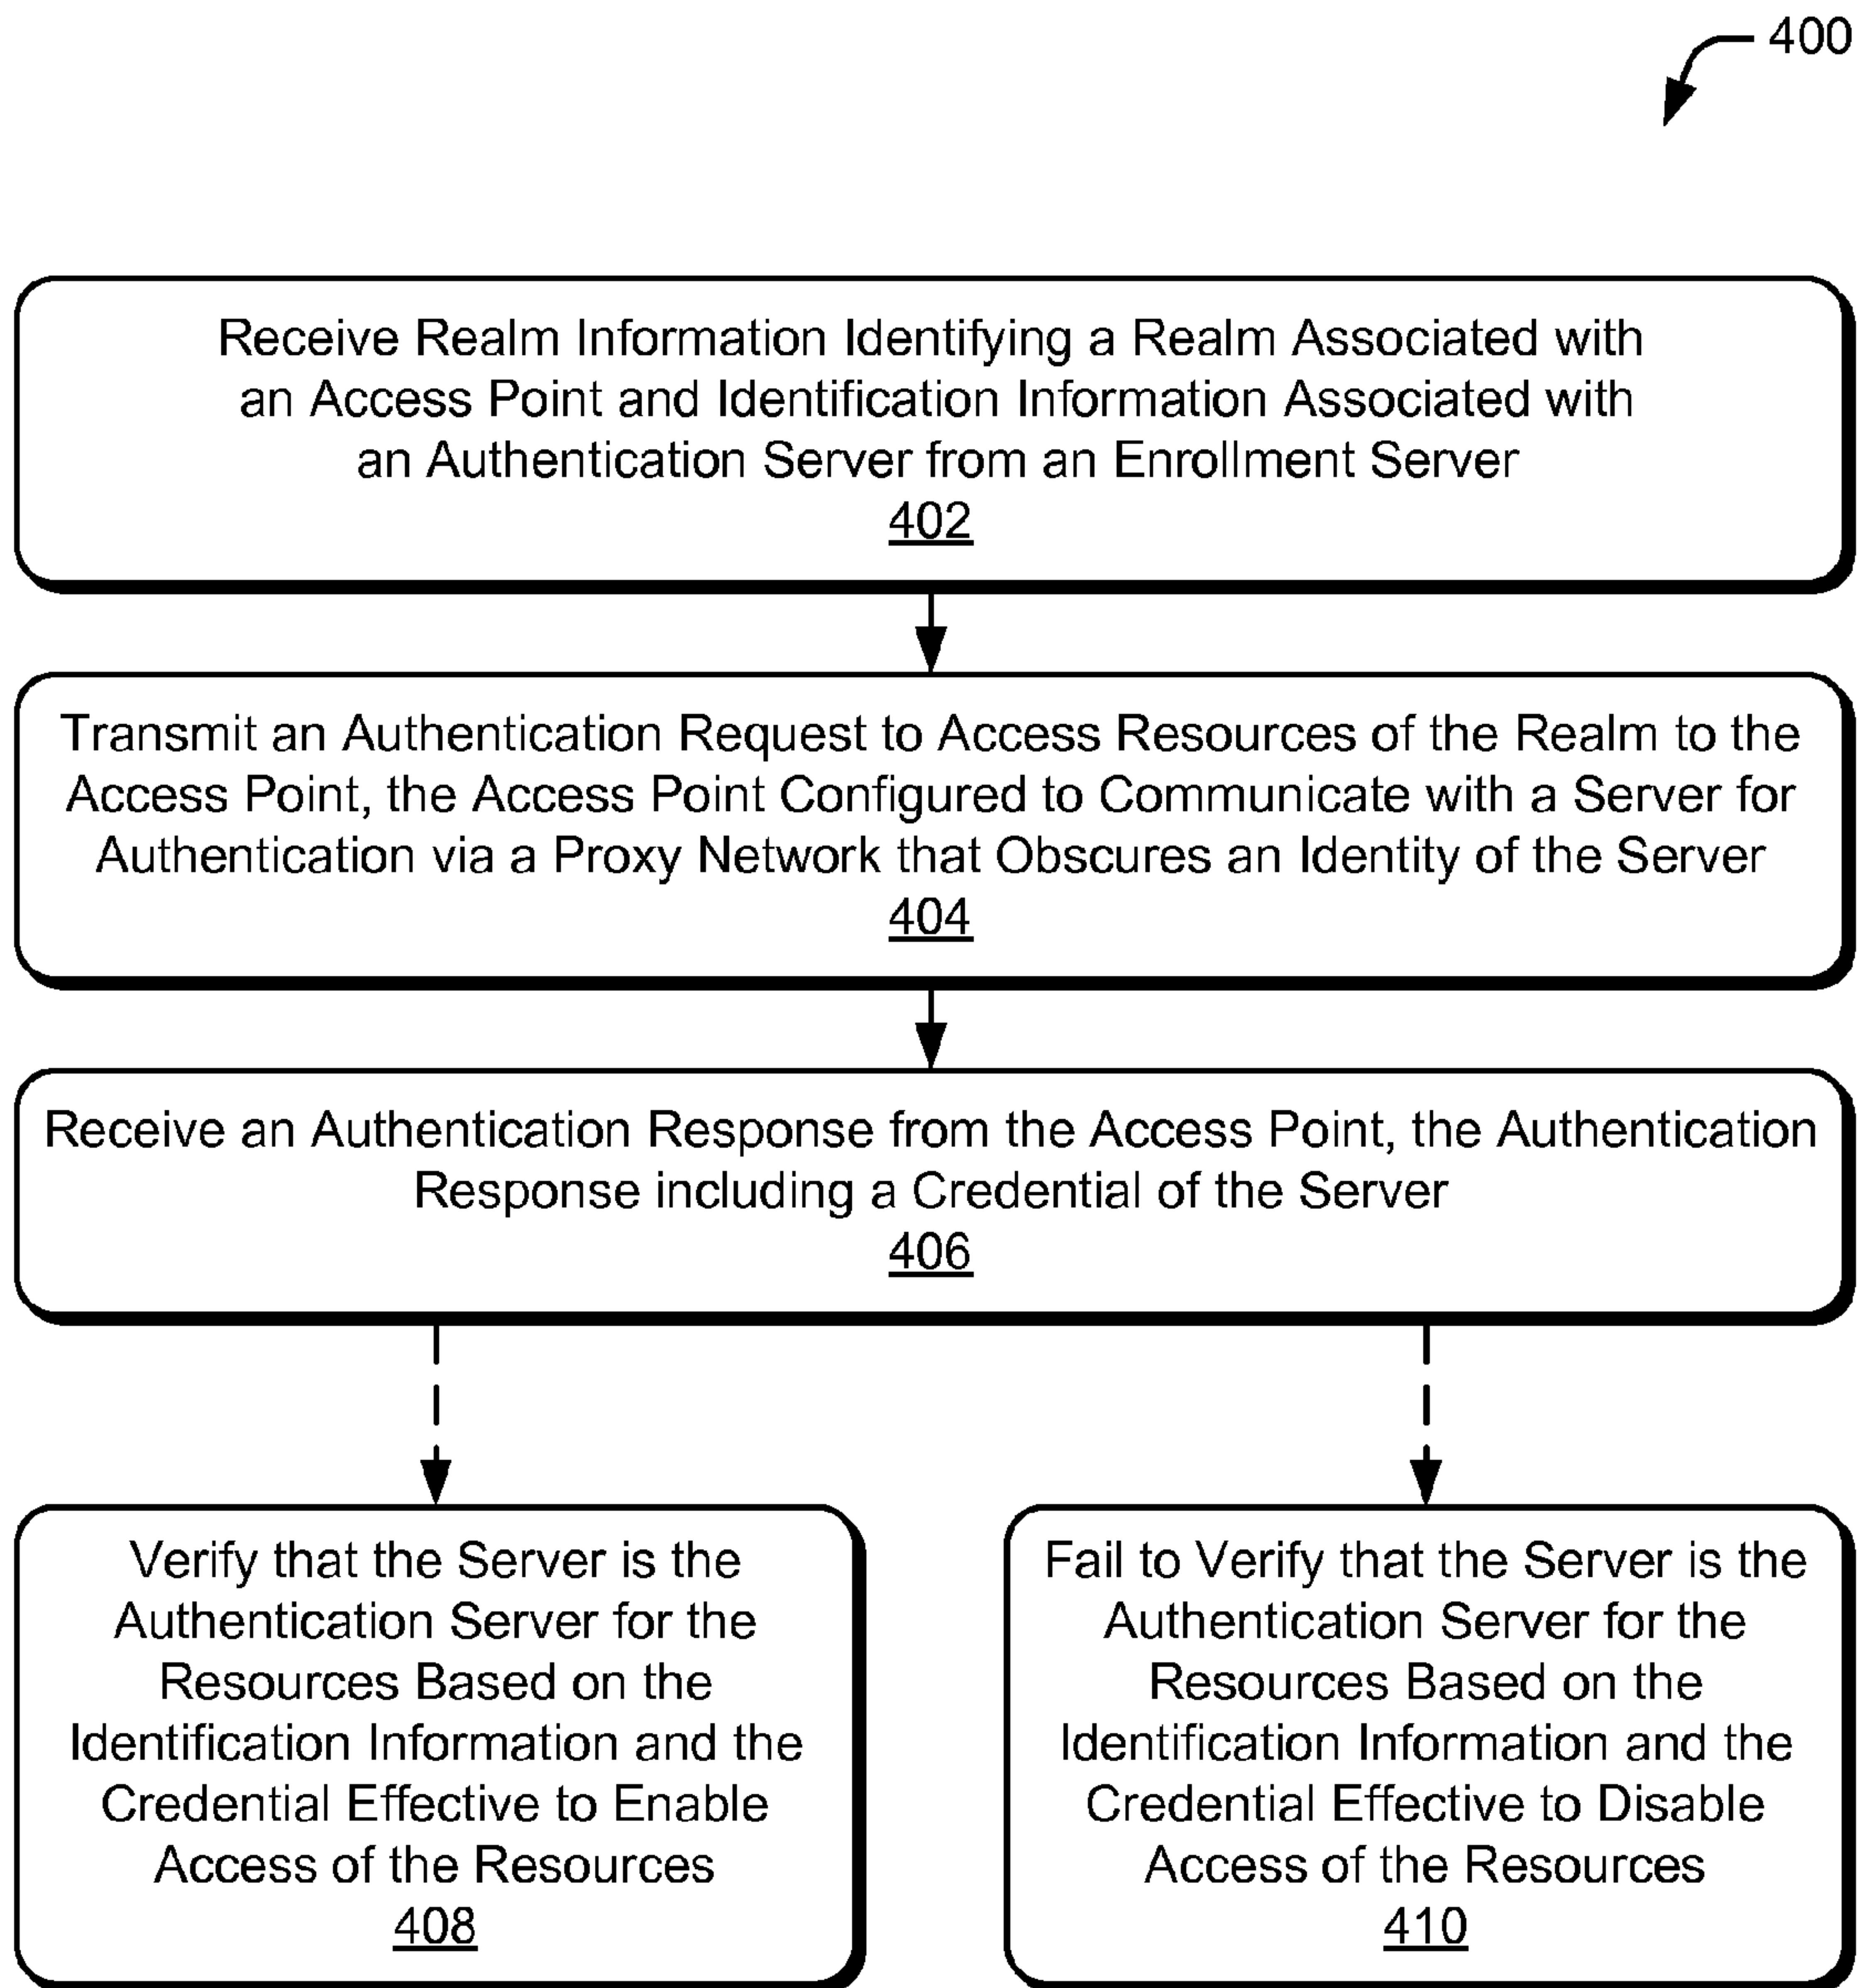 400
Receive Realm Information Identifying a Realm Associated with
an Access Point and Identification Information Associated with
an Authentication Server from an Enrollment Server
402
Transmit an Authentication Request to Access Resources of the Realm to the
Access Point, the Access Point Configured to Communicate with a Server for
Authentication via a Proxy Network that Obscures an Identity of the Server
404
Receive an Authentication Response from the Access Point, the Authentication
Response including a Credential of the Server
406
Verify that the Server is the
Authentication Server for the
Resources Based on the
Identification Information and the
Credential Effective to Enable
Access of the Resources
408
Fail to Verify that the Server is the
Authentication Server for the
Resources Based on the
Identification Information and the
Credential Effective to Disable
Access of the Resources
410